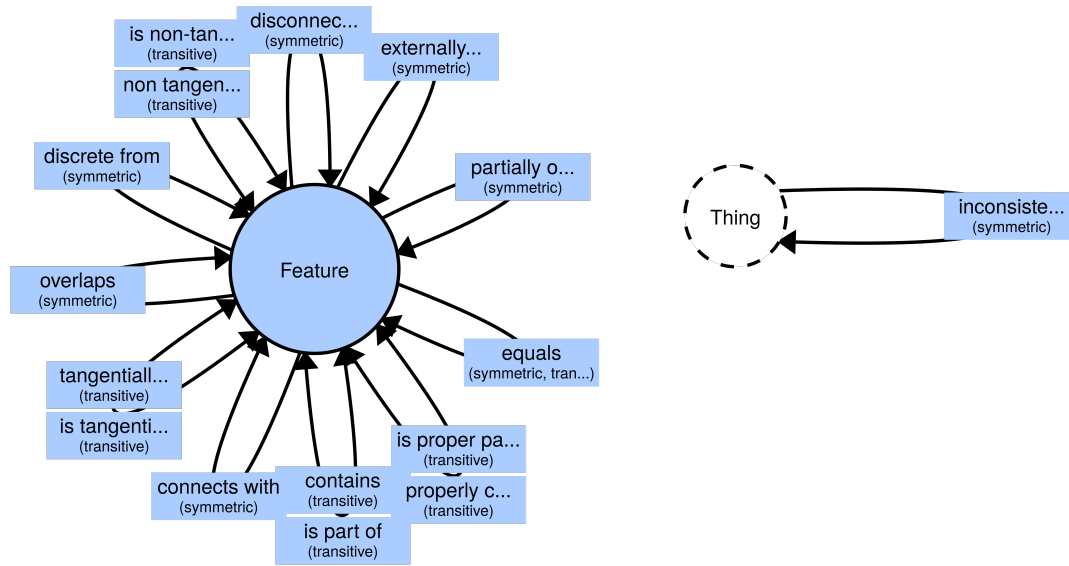 is non-tan...
(transitive)
non tangen...
(transitive)
disconnec...
(symmetric)
externally...
(symmetric)
discrete from
(symmetric)
partially o...
(symmetric)
overlaps
(symmetric)
Feature
Thing
inconsiste...
(symmetric)
equals
(symmetric, tran...)
tangentiall...
(transitive)
is tangenti...
(transitive)
connects with
(symmetric)
contains
(transitive)
is part of
(transitive)
is proper pa...
(transitive)
properly c...
(transitive)